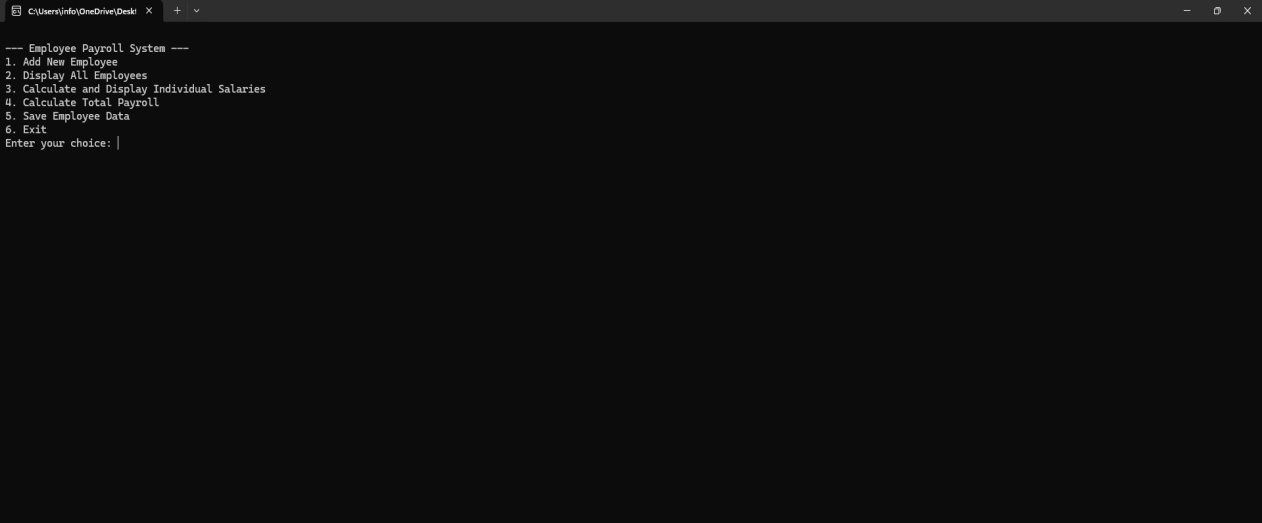 C:\Users\info\OneDrive\Desk
--- Employee Payroll System ---
1. Add New Employee
2. Display All Employees
3. Calculate and Display Individual Salaries
4. Calculate Total Payroll
5. Save Employee Data
6. Exit
Enter your choice: